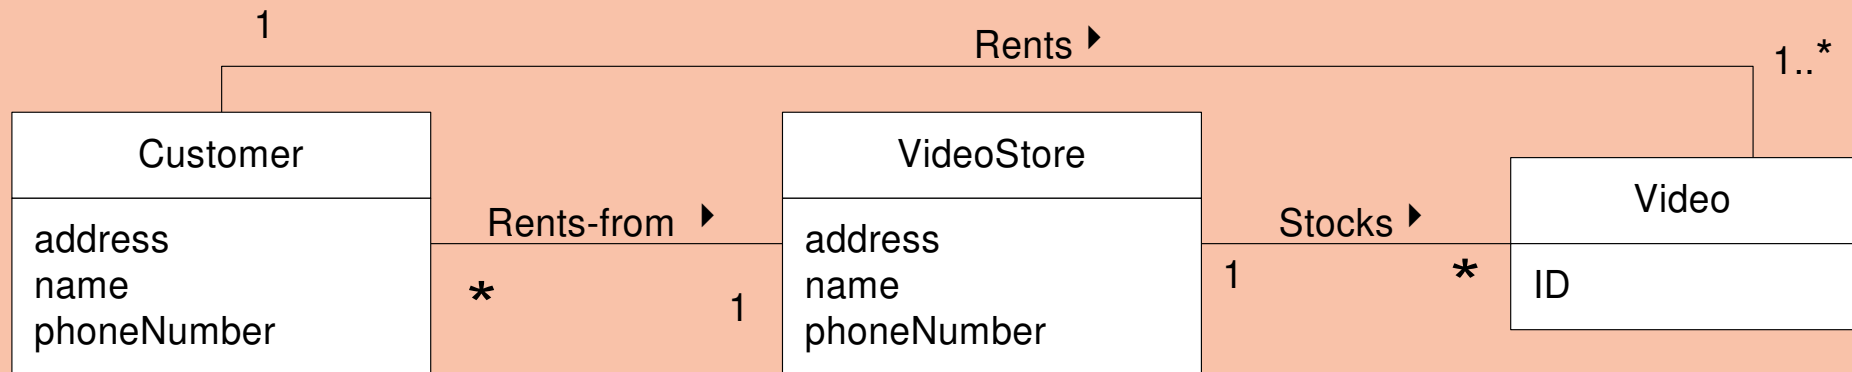 1
Rents
1..*
Customer
VideoStore
Video
Rents-from
Stocks
address
name
phoneNumber
*
1
address
name
phoneNumber
1
*
ID